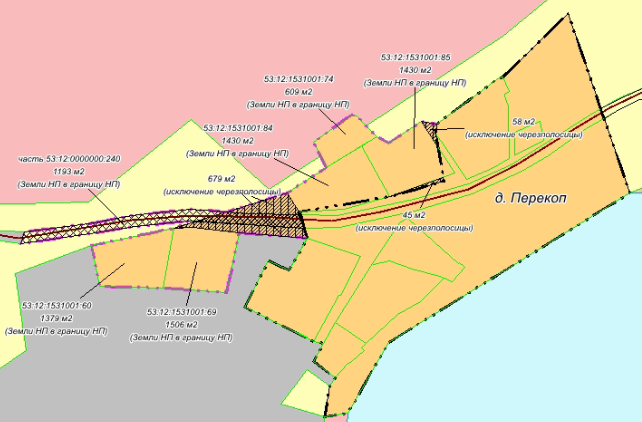 53:12:1531001:85
1430 м2
(Земли НП в границу НП)
53:12:1531001:74
609 м2
(Земли НП в границу НП)
58 м2
(исключение черезполосицы)
53:12:1531001:84
1430 м2
(Земли НП в границу НП)
часть 53:12:0000000:240
1193 м2
(Земли НП в границу НП)
679 м2
(исключение черезполосицы)
д. Перекоп
45 м2
(исключение черезполосицы)
53:12:1531001:60
1379 м2
(Земли НП в границу НП)
53:12:1531001:69
1506 м2
(Земли НП в границу НП)